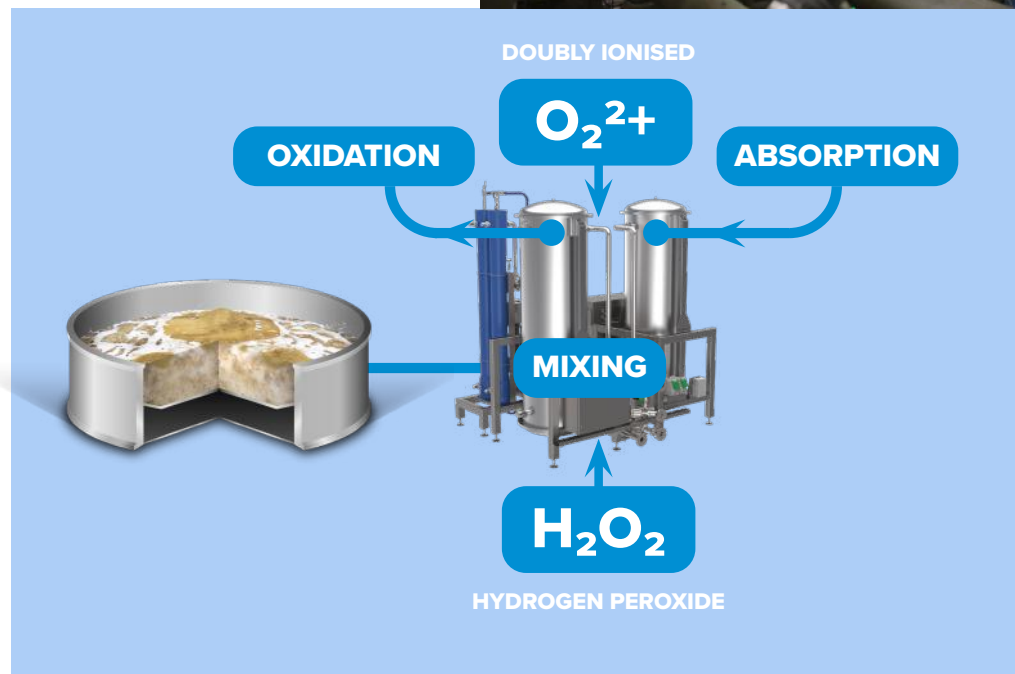 DOUBLY IONISED
O₂²+
OXIDATION
ABSORPTION
MIXING
H₂O₂
HYDROGEN PEROXIDE